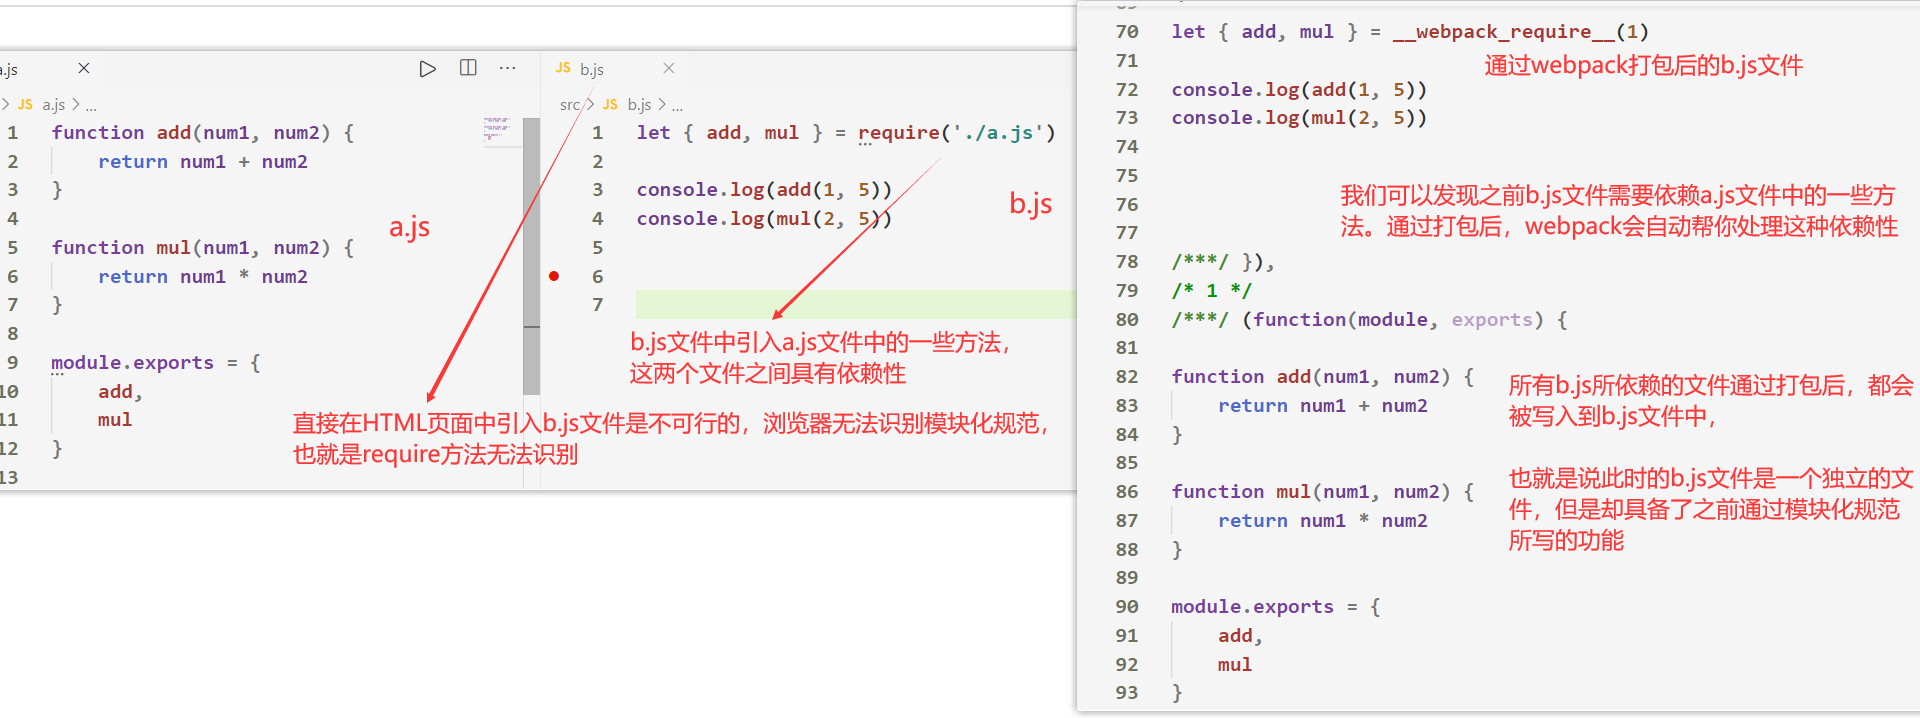 a.js
JS a.js > ...
1 function add(num1, num2) {
2 return num1 + num2
3 }
4
5 function mul(num1, num2) {
6 return num1 * num2
7 }
8
9 module.exports = {
10 add,
11 mul
12 }
13
a.js
JS b.js
src > JS b.js > ...
1 let { add, mul } = require('./a.js')
2
3 console.log(add(1, 5))
4 console.log(mul(2, 5))
5
6
7
b.js
b.js文件中引入a.js文件中的一些方法，
这两个文件之间具有依赖性
直接在HTML页面中引入b.js文件是不可行的，浏览器无法识别模块化规范，
也就是require方法无法识别
70 let { add, mul } = __webpack_require__(1)
71
72 console.log(add(1, 5))
73 console.log(mul(2, 5))
74
75
76
77
78 /***/ }),
79 /* 1 */
80 /***/ (function(module, exports) {
81
82 function add(num1, num2) {
83 return num1 + num2
84 }
85
86 function mul(num1, num2) {
87 return num1 * num2
88 }
89
90 module.exports = {
91 add,
92 mul
93 }
通过webpack打包后的b.js文件
我们可以发现之前b.js文件需要依赖a.js文件中的一些方
法。通过打包后，webpack会自动帮你处理这种依赖性
所有b.js所依赖的文件通过打包后，都会
被写入到b.js文件中，
也就是说此时的b.js文件是一个独立的文
件，但是却具备了之前通过模块化规范
所写的功能